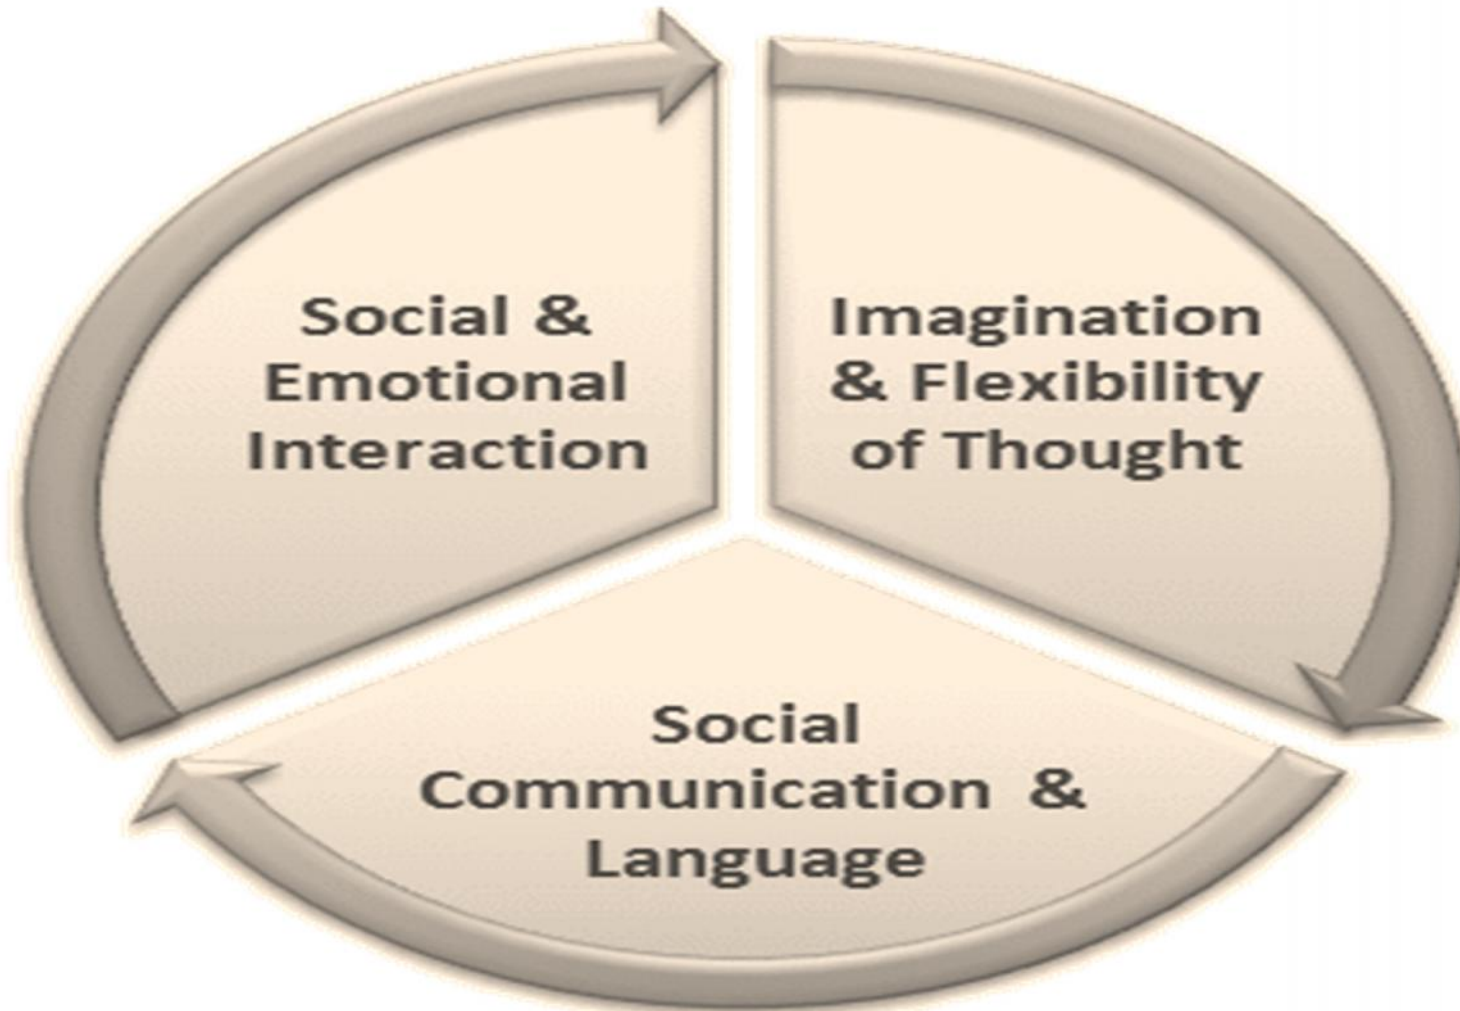 Social &
Emotional
Interaction
Imagination
& Flexibility
of Thought
Social
Communication &
Language